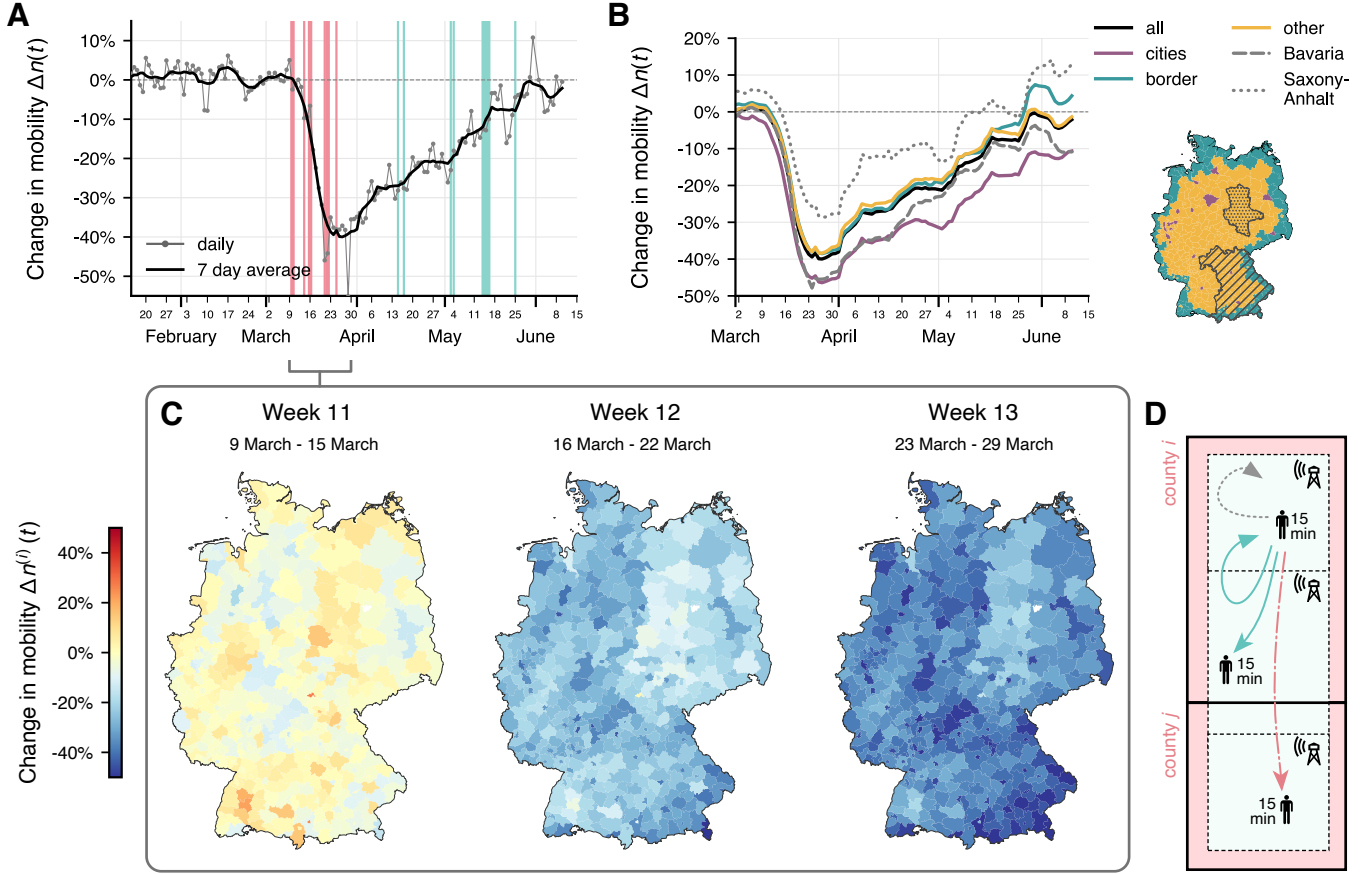 A
Change in mobility Δn(t)
10%
0%
-10%
-20%
-30%
-40%
-50%
daily
7 day average
20 27 3 10 17 24 2 9 16 23 30 6 13 20 27 4 11 18 25 1 8 15
February March April May June
B
Change in mobility Δn(t)
20%
10%
0%
-10%
-20%
-30%
-40%
-50%
2 9 16 23 30 6 13 20 27 4 11 18 25 1 8 15
March April May June
all
cities
border
other
Bavaria
Saxony-
Anhalt
C
Week 11
9 March - 15 March
Week 12
16 March - 22 March
Week 13
23 March - 29 March
Change in mobility Δn⁽ⁱ⁾(t)
40%
20%
0%
-20%
-40%
D
county i
15
min
15
min
county j
15
min